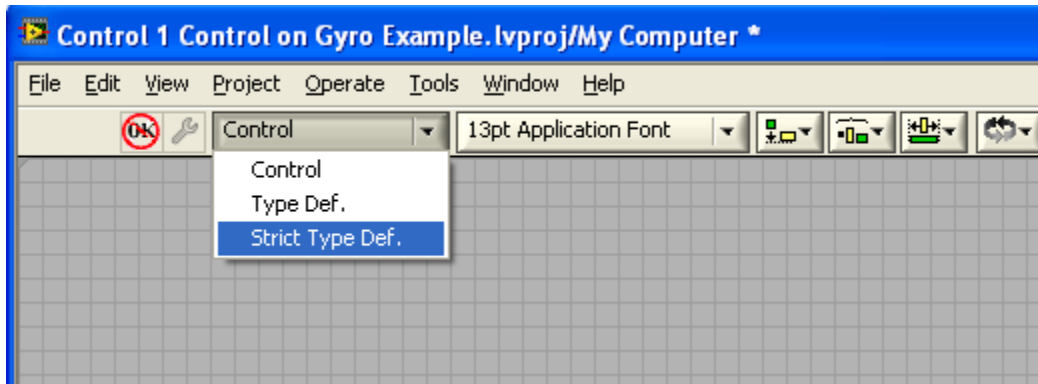 Control 1 Control on Gyro Example.lvproj/My Computer *
File Edit View Project Operate Tools Window Help
OK Control 13pt Application Font
Control
Type Def.
Strict Type Def.